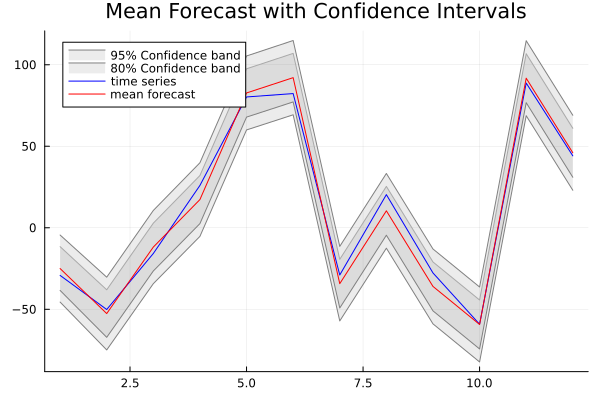 Mean Forecast with Confidence Intervals
95% Confidence band
80% Confidence band
time series
mean forecast
100
50
0
−50
2.5
5.0
7.5
10.0